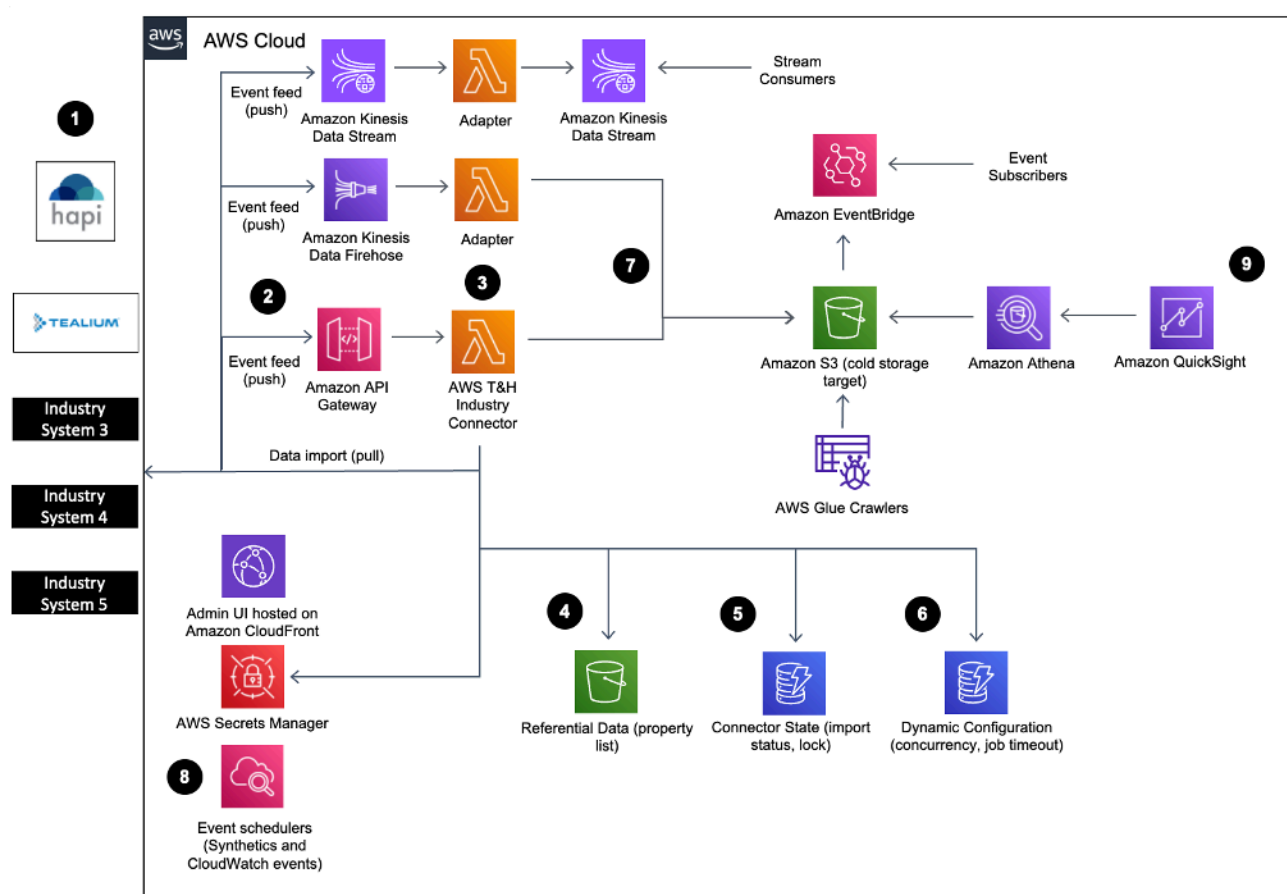 aws
AWS Cloud
1
hapi
TEALIUM
Industry
System 3
Industry
System 4
Industry
System 5
Event feed
(push)
Amazon Kinesis
Data Stream
Adapter
Amazon Kinesis
Data Stream
Stream
Consumers
Event feed
(push)
Amazon Kinesis
Data Firehose
Adapter
Amazon EventBridge
Event
Subscribers
2
3
7
9
Event feed
(push)
Amazon API
Gateway
AWS T&H
Industry
Connector
Amazon S3 (cold storage
target)
Amazon Athena
Amazon QuickSight
Data import (pull)
AWS Glue Crawlers
Admin UI hosted on
Amazon CloudFront
AWS Secrets Manager
4
5
6
Referential Data (property
list)
Connector State (import
status, lock)
Dynamic Configuration
(concurrency, job timeout)
8
Event schedulers
(Synthetics and
CloudWatch events)